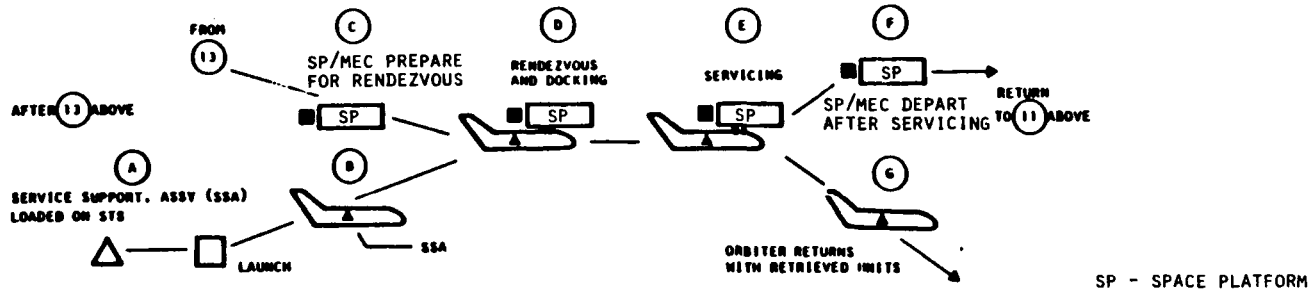 C
D
E
F
FROM
13
SP/MEC PREPARE
FOR RENDEZVOUS
RENDEZVOUS
AND DOCKING
SERVICING
SP
RETURN
TO 11 ABOVE
AFTER 13 ABOVE
SP
SP
SP
SP/MEC DEPART
AFTER SERVICING
A
B
G
SERVICE SUPPORT. ASSY (SSA)
LOADED ON STS
LAUNCH
SSA
ORBITER RETURNS
WITH RETRIEVED UNITS
SP - SPACE PLATFORM